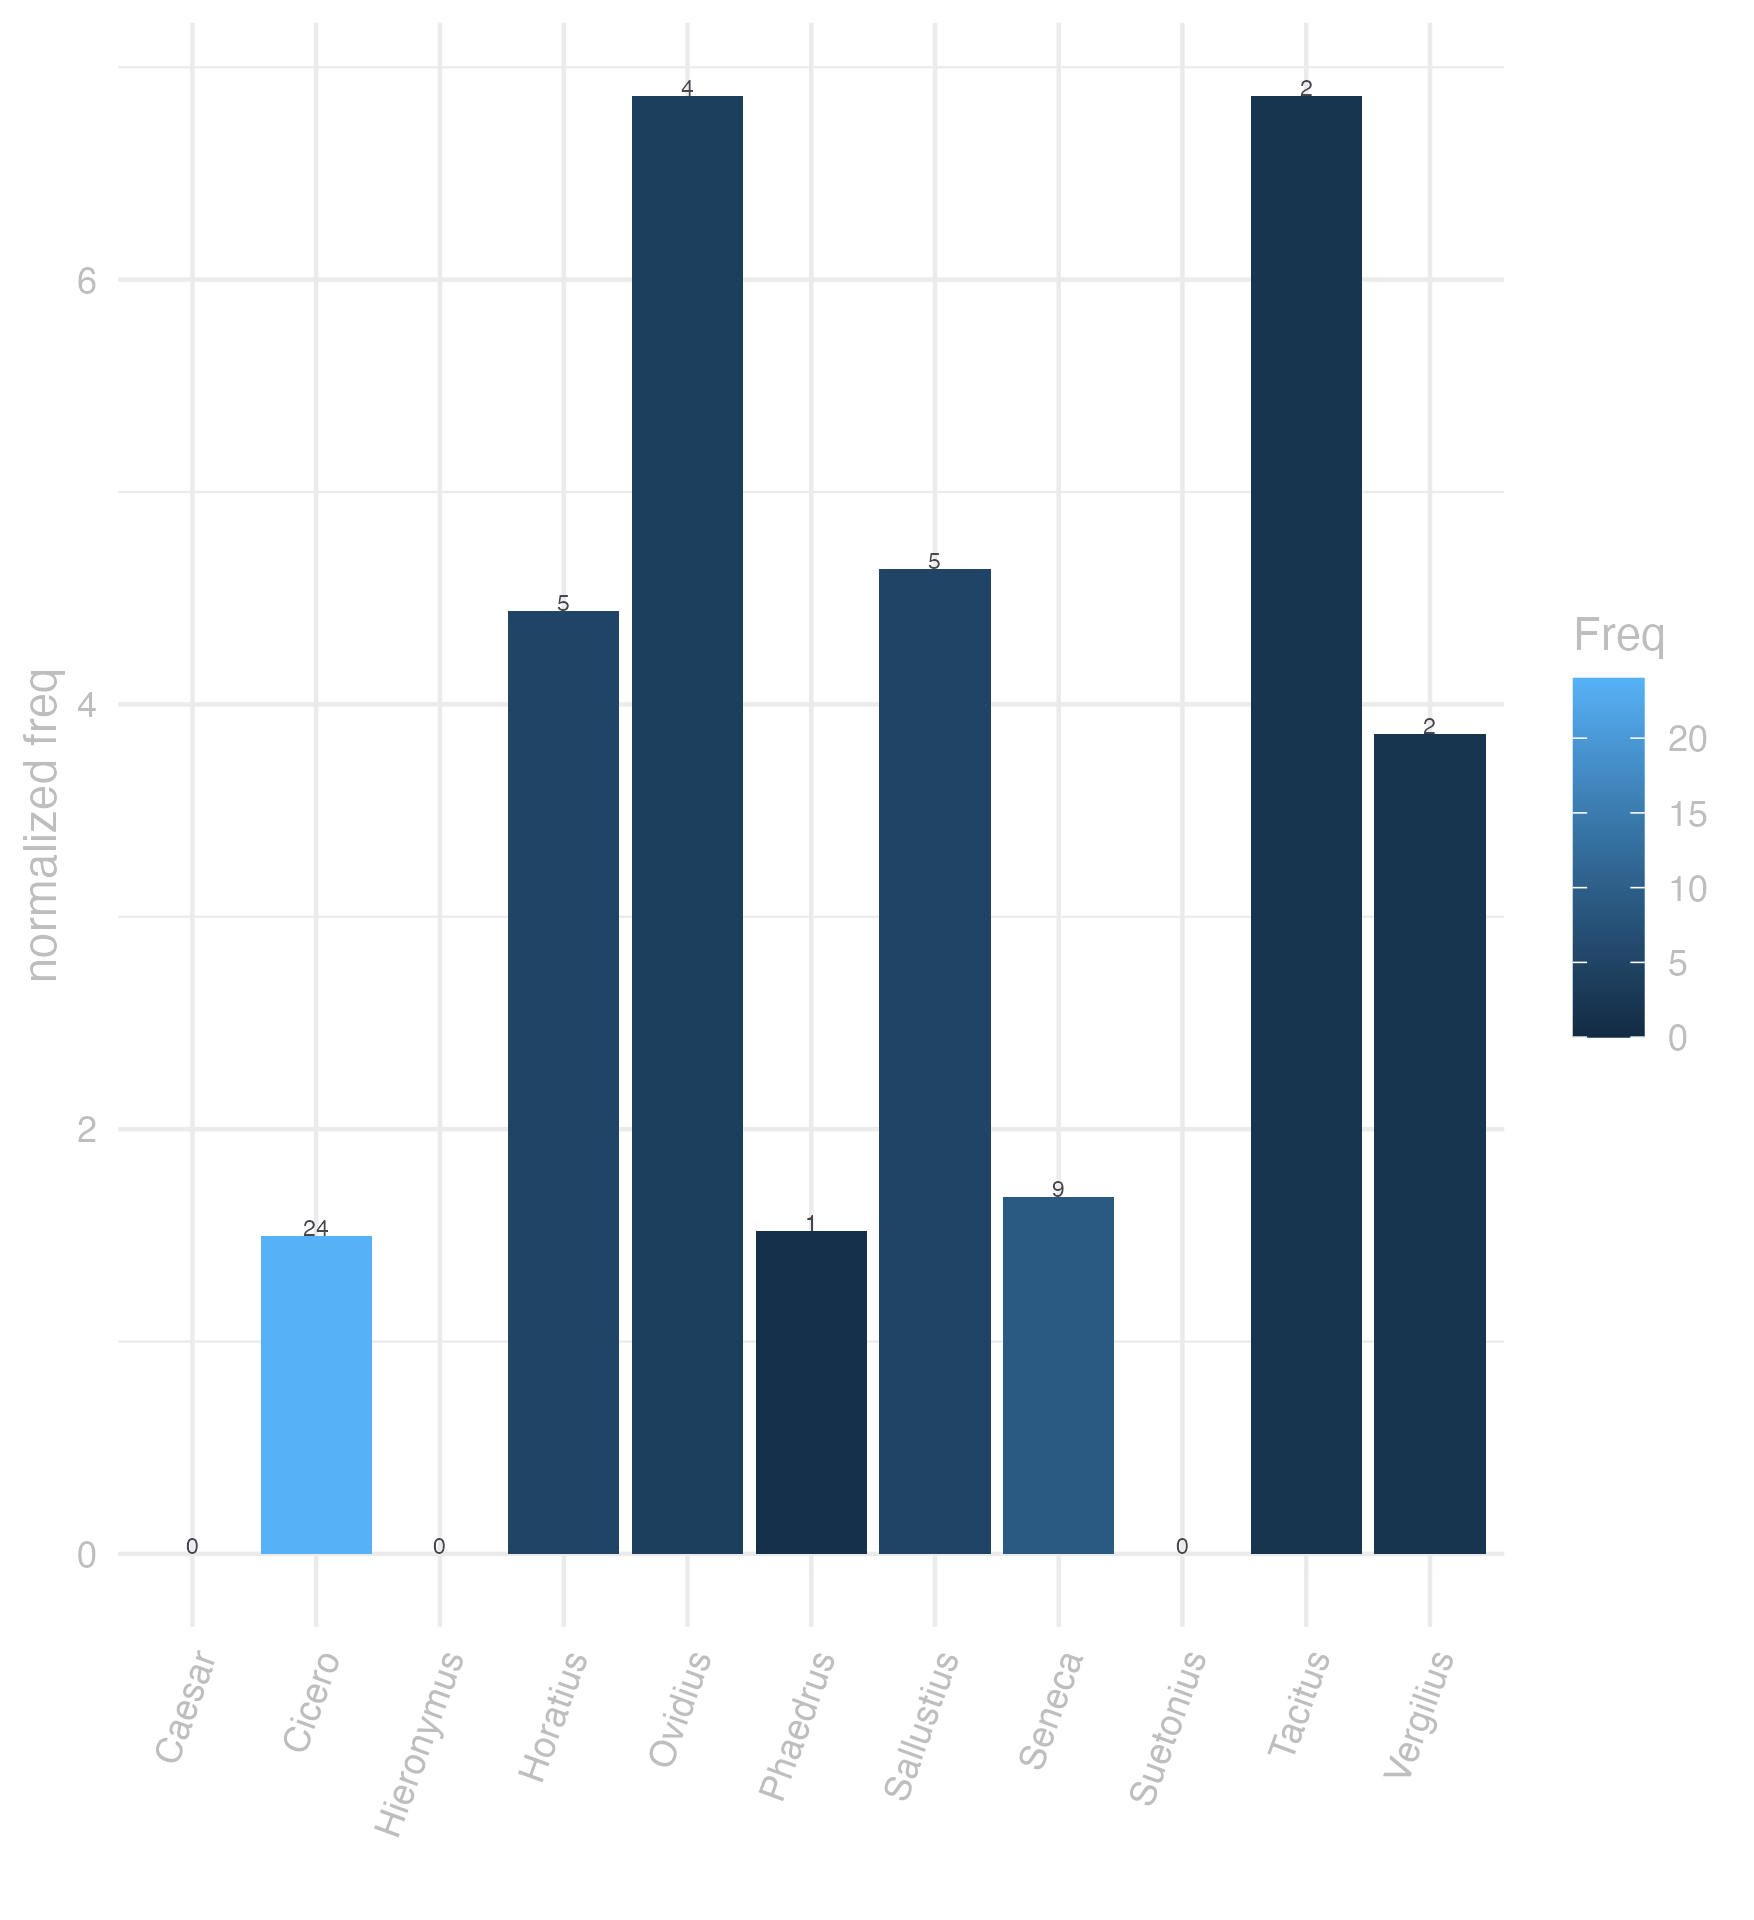 4
2
6
5
5
Freq
normalized freq
4
2
20
15
10
5
0
2
9
1
24
0
0
0
0
Caesar
Cicero
Hieronymus
Horatius
Ovidius
Phaedrus
Sallustius
Seneca
Suetonius
Tacitus
Vergilius